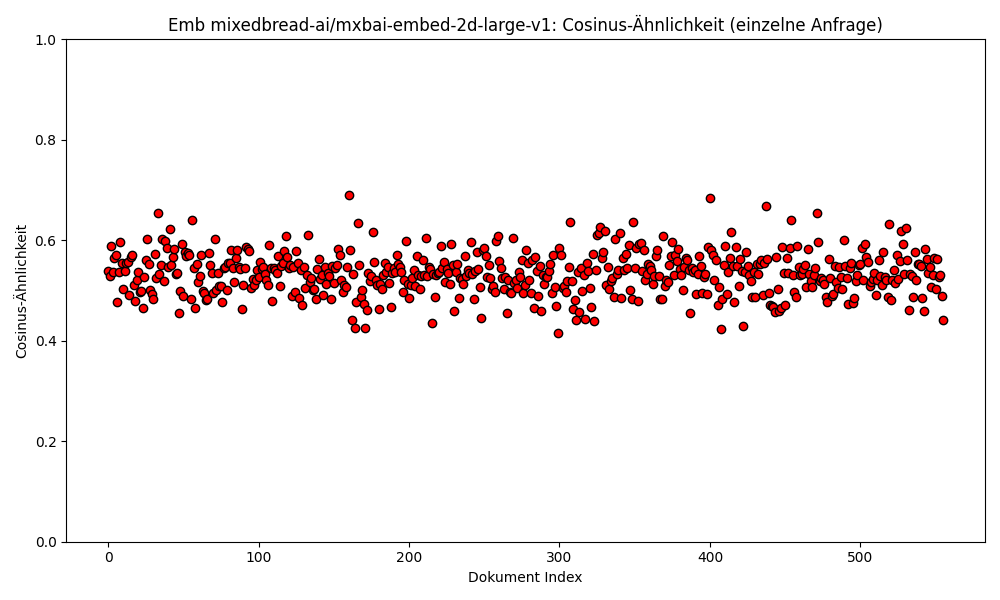 Emb mixedbread-ai/mxbai-embed-2d-large-v1: Cosinus-Ähnlichkeit (einzelne Anfrage)
1.0
0.8
0.6
0.4
0.2
0.0
Cosinus-Ähnlichkeit
0 100 200 300 400 500
Dokument Index